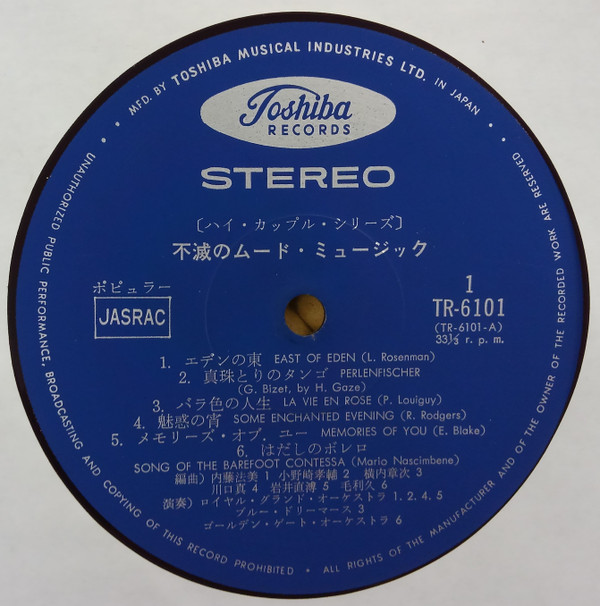 MFD. BY TOSHIBA MUSICAL INDUSTRIES LTD. IN JAPAN
Toshiba
RECORDS
STEREO
〔ハイ・カップル・シリーズ〕
不滅のムード・ミュージック
ポピュラー
JASRAC
1
TR-6101
(TR-6101-A)
33⅓ r. p. m.
1. エデンの東 EAST OF EDEN (L. Rosenman)
2. 真珠とりのタンゴ PERLENFISCHER
(G. Bizet, by H. Gaze)
3. バラ色の人生 LA VIE EN ROSE (P. Louiguy)
4. 魅惑の宵 SOME ENCHANTED EVENING (R. Rodgers)
5. メモリーズ・オブ・ユー MEMORIES OF YOU (E. Blake)
6. はだしのボレロ
SONG OF THE BAREFOOT CONTESSA (Mario Nascimbene)
編曲) 内藤法美 1 小野崎孝輔 2 横内章次 3
川口真 4 岩井直溥 5 毛利久 6
演奏) ロイヤル・グランド・オーケストラ 1, 2, 4, 5
ブルー・ドリーマース 3
ゴールデン・ゲート・オーケストラ 6
• UNAUTHORIZED PUBLIC PERFORMANCE, BROADCASTING AND COPYING OF THIS RECORD PROHIBITED • ALL RIGHTS OF THE MANUFACTURER AND OF THE OWNER OF THE RECORDED WORK ARE RESERVED •